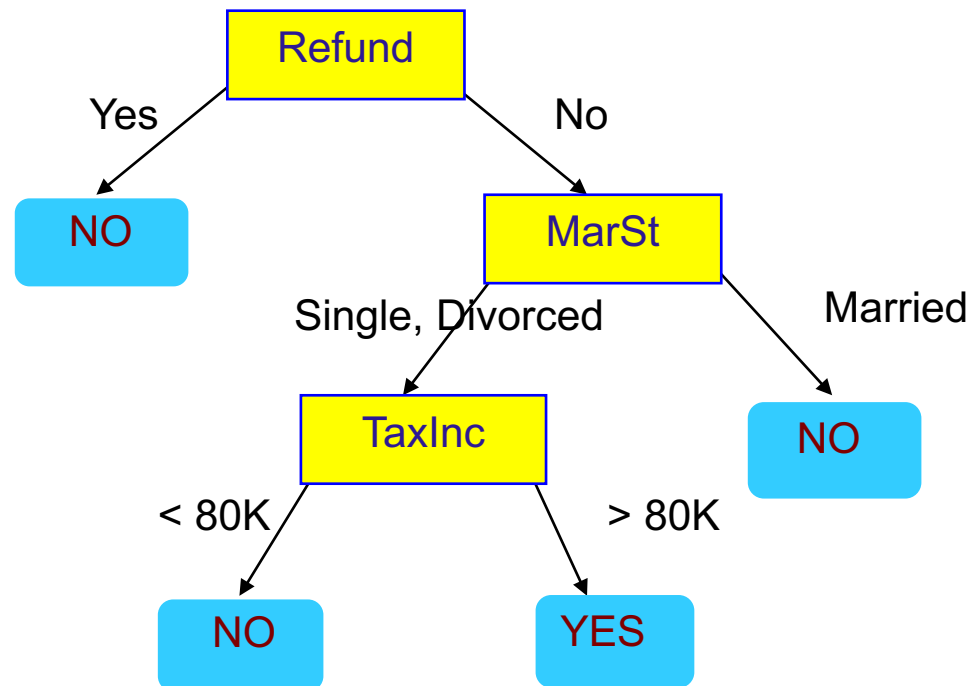 Refund
Yes
No
NO
MarSt
Single, Divorced
Married
TaxInc
NO
< 80K
> 80K
NO
YES